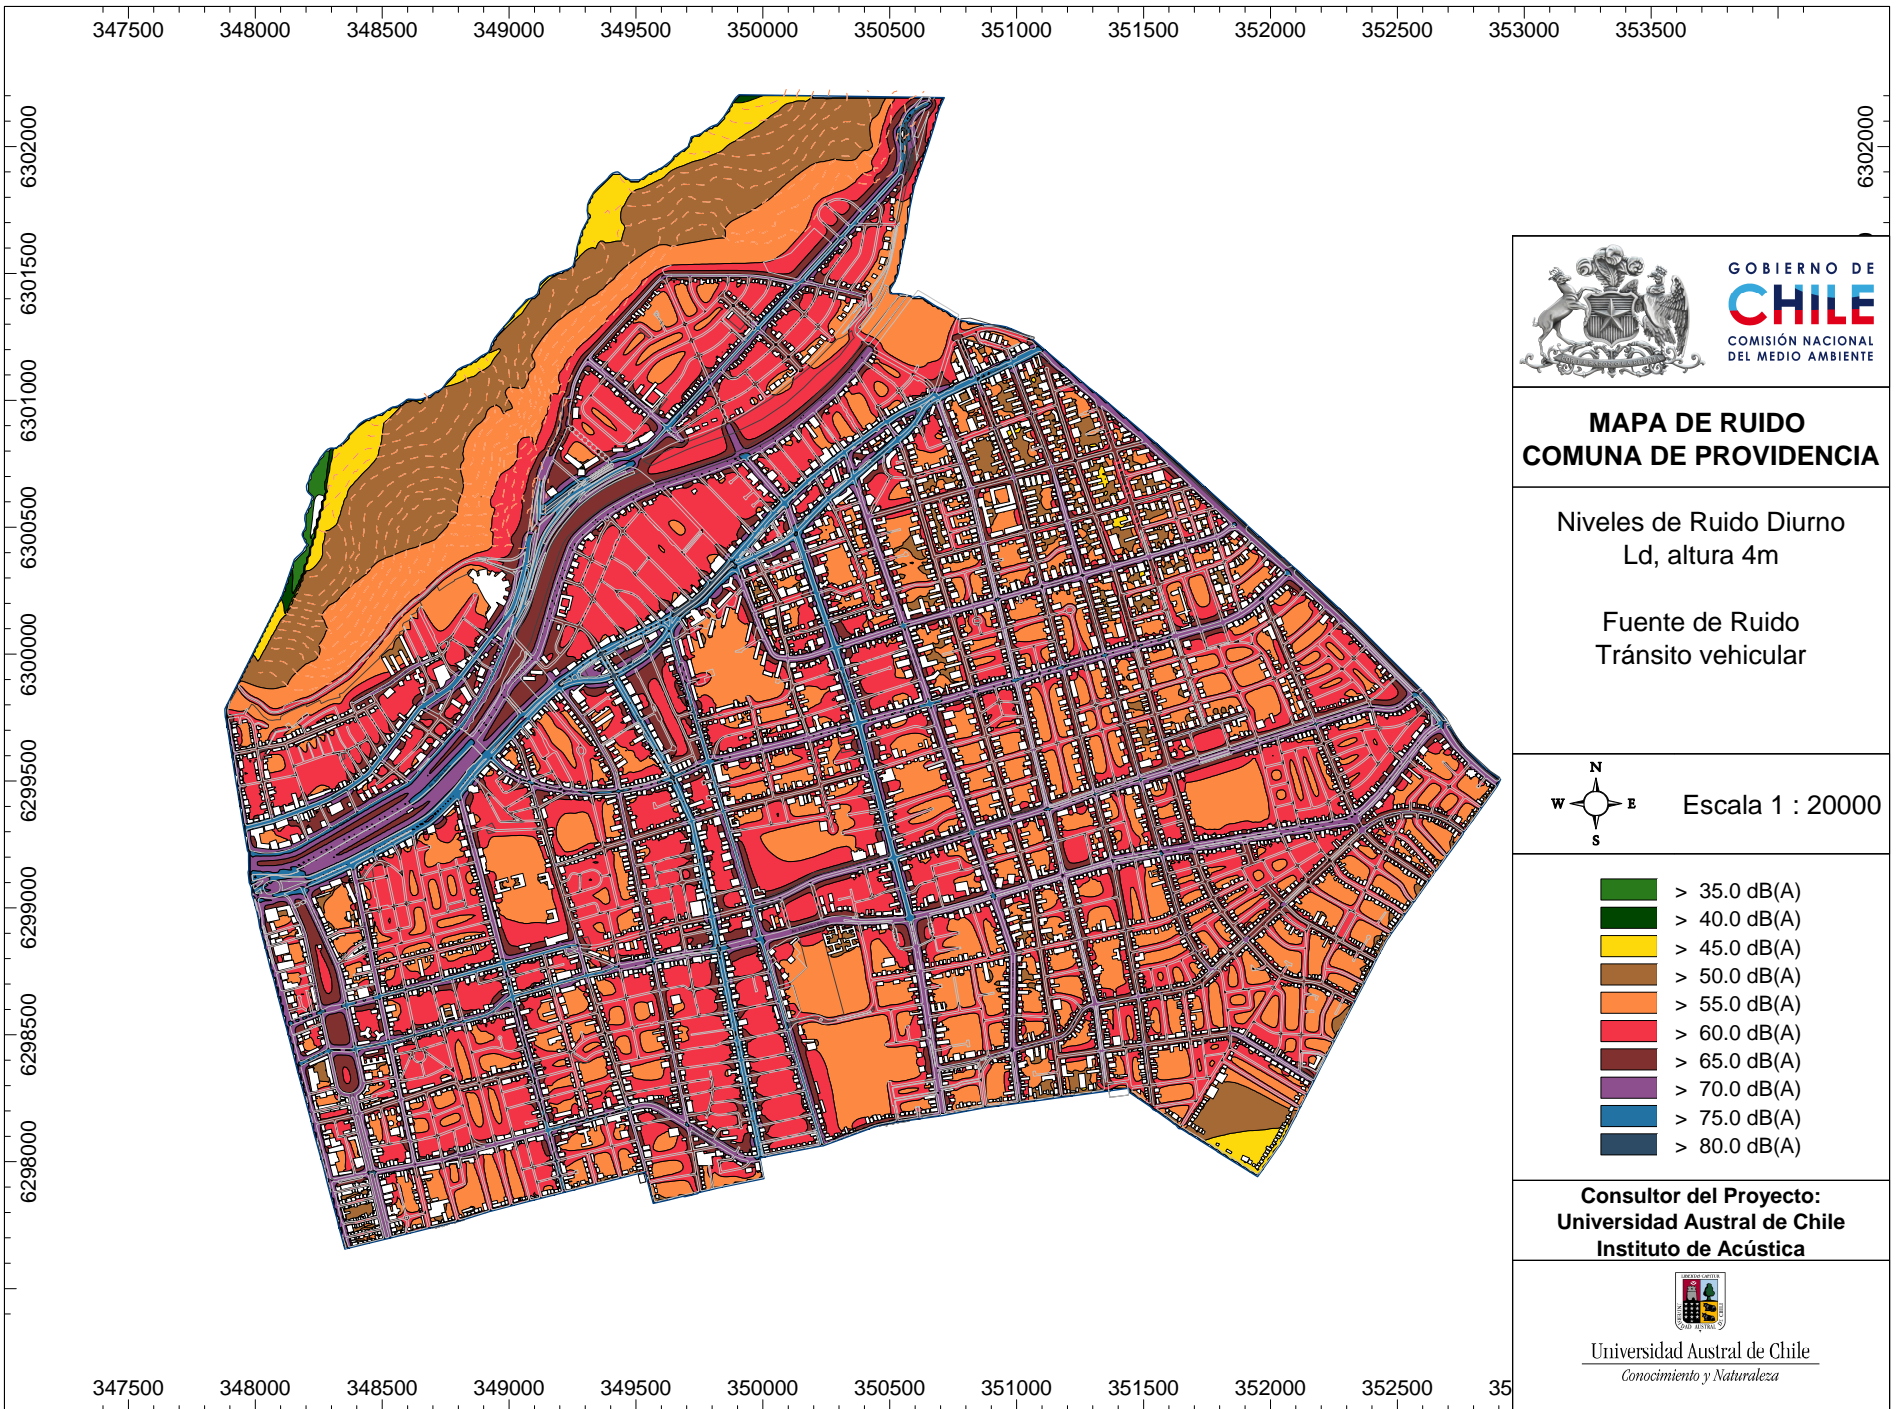 347500 348000 348500 349000 349500 350000 350500 351000 351500 352000 352500 353000 353500
6302000
6301500
6301000
6300500
6300000
6299500
6299000
6298500
6298000
6302000
GOBIERNO DE
CHILE
COMISIÓN NACIONAL
DEL MEDIO AMBIENTE
MAPA DE RUIDO
COMUNA DE PROVIDENCIA
Niveles de Ruido Diurno
Ld, altura 4m
Fuente de Ruido
Tránsito vehicular
N
W E
S
Escala 1 : 20000
> 35.0 dB(A)
> 40.0 dB(A)
> 45.0 dB(A)
> 50.0 dB(A)
> 55.0 dB(A)
> 60.0 dB(A)
> 65.0 dB(A)
> 70.0 dB(A)
> 75.0 dB(A)
> 80.0 dB(A)
Consultor del Proyecto:
Universidad Austral de Chile
Instituto de Acústica
Universidad Austral de Chile
Conocimiento y Naturaleza
347500 348000 348500 349000 349500 350000 350500 351000 351500 352000 352500 35